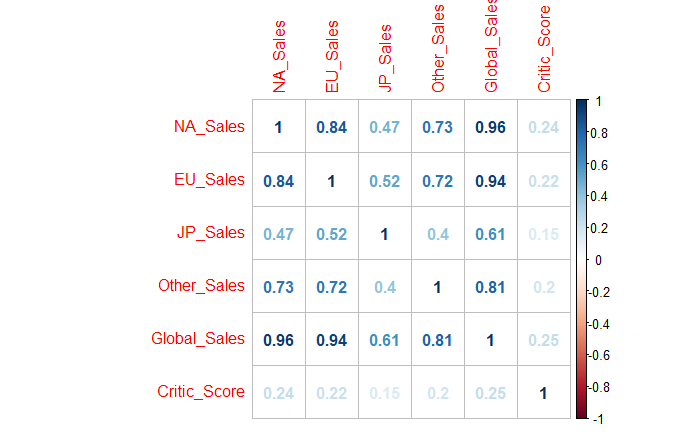 NA_Sales
EU_Sales
JP_Sales
Other_Sales
Global_Sales
Critic_Score
NA_Sales 1 0.84 0.47 0.73 0.96 0.24
EU_Sales 0.84 1 0.52 0.72 0.94 0.22
JP_Sales 0.47 0.52 1 0.4 0.61 0.15
Other_Sales 0.73 0.72 0.4 1 0.81 0.2
Global_Sales 0.96 0.94 0.61 0.81 1 0.25
Critic_Score 0.24 0.22 0.15 0.2 0.25 1
1
0.8
0.6
0.4
0.2
0
-0.2
-0.4
-0.6
-0.8
-1